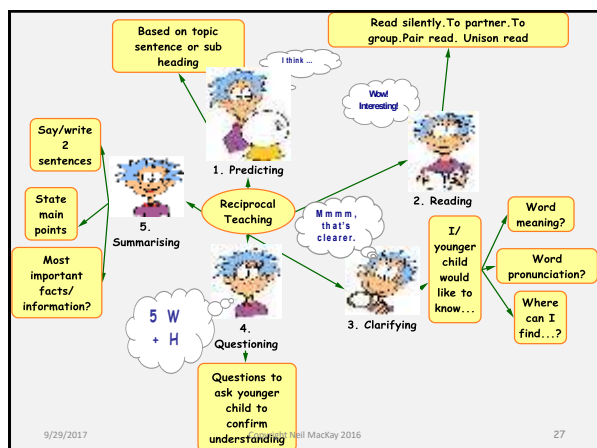 Based on topic
sentence or sub
heading
Read silently.To partner.To
group.Pair read. Unison read
I think ...
Wow!
Interesting!
1. Predicting
2. Reading
Say/write
2
sentences
State
main
points
Most
important
facts/
information?
5.
Summarising
Reciprocal
Teaching
Mmmm,
that's
clearer.
I/
younger
child
would
like to
know...
Word
meaning?
Word
pronunciation?
Where
can I
find...?
3. Clarifying
5 W
+ H
4.
Questioning
Questions to
ask younger
child to
confirm
understanding
9/29/2017
Copyright Neil MacKay 2016
27